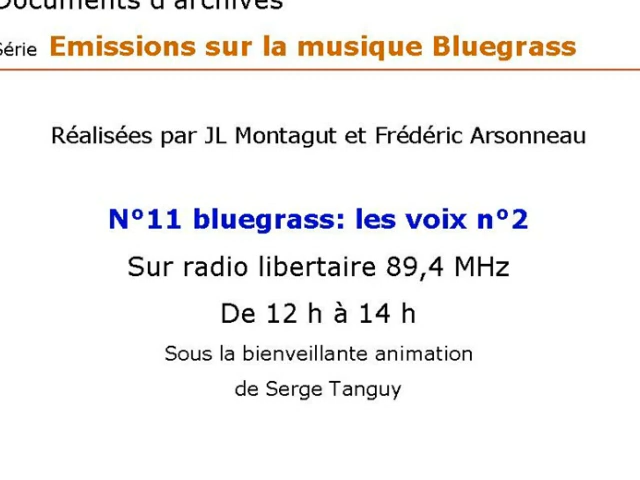 Documents d'archives
Série Emissions sur la musique Bluegrass
Réalisées par JL Montagut et Frédéric Arsonneau
N°11 bluegrass: les voix n°2
Sur radio libertaire 89,4 MHz
De 12 h à 14 h
Sous la bienveillante animation
de Serge Tanguy